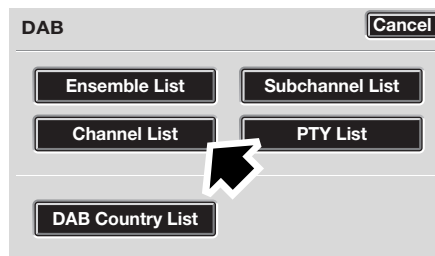 DAB Cancel
Ensemble List Subchannel List
Channel List PTY List
DAB Country List